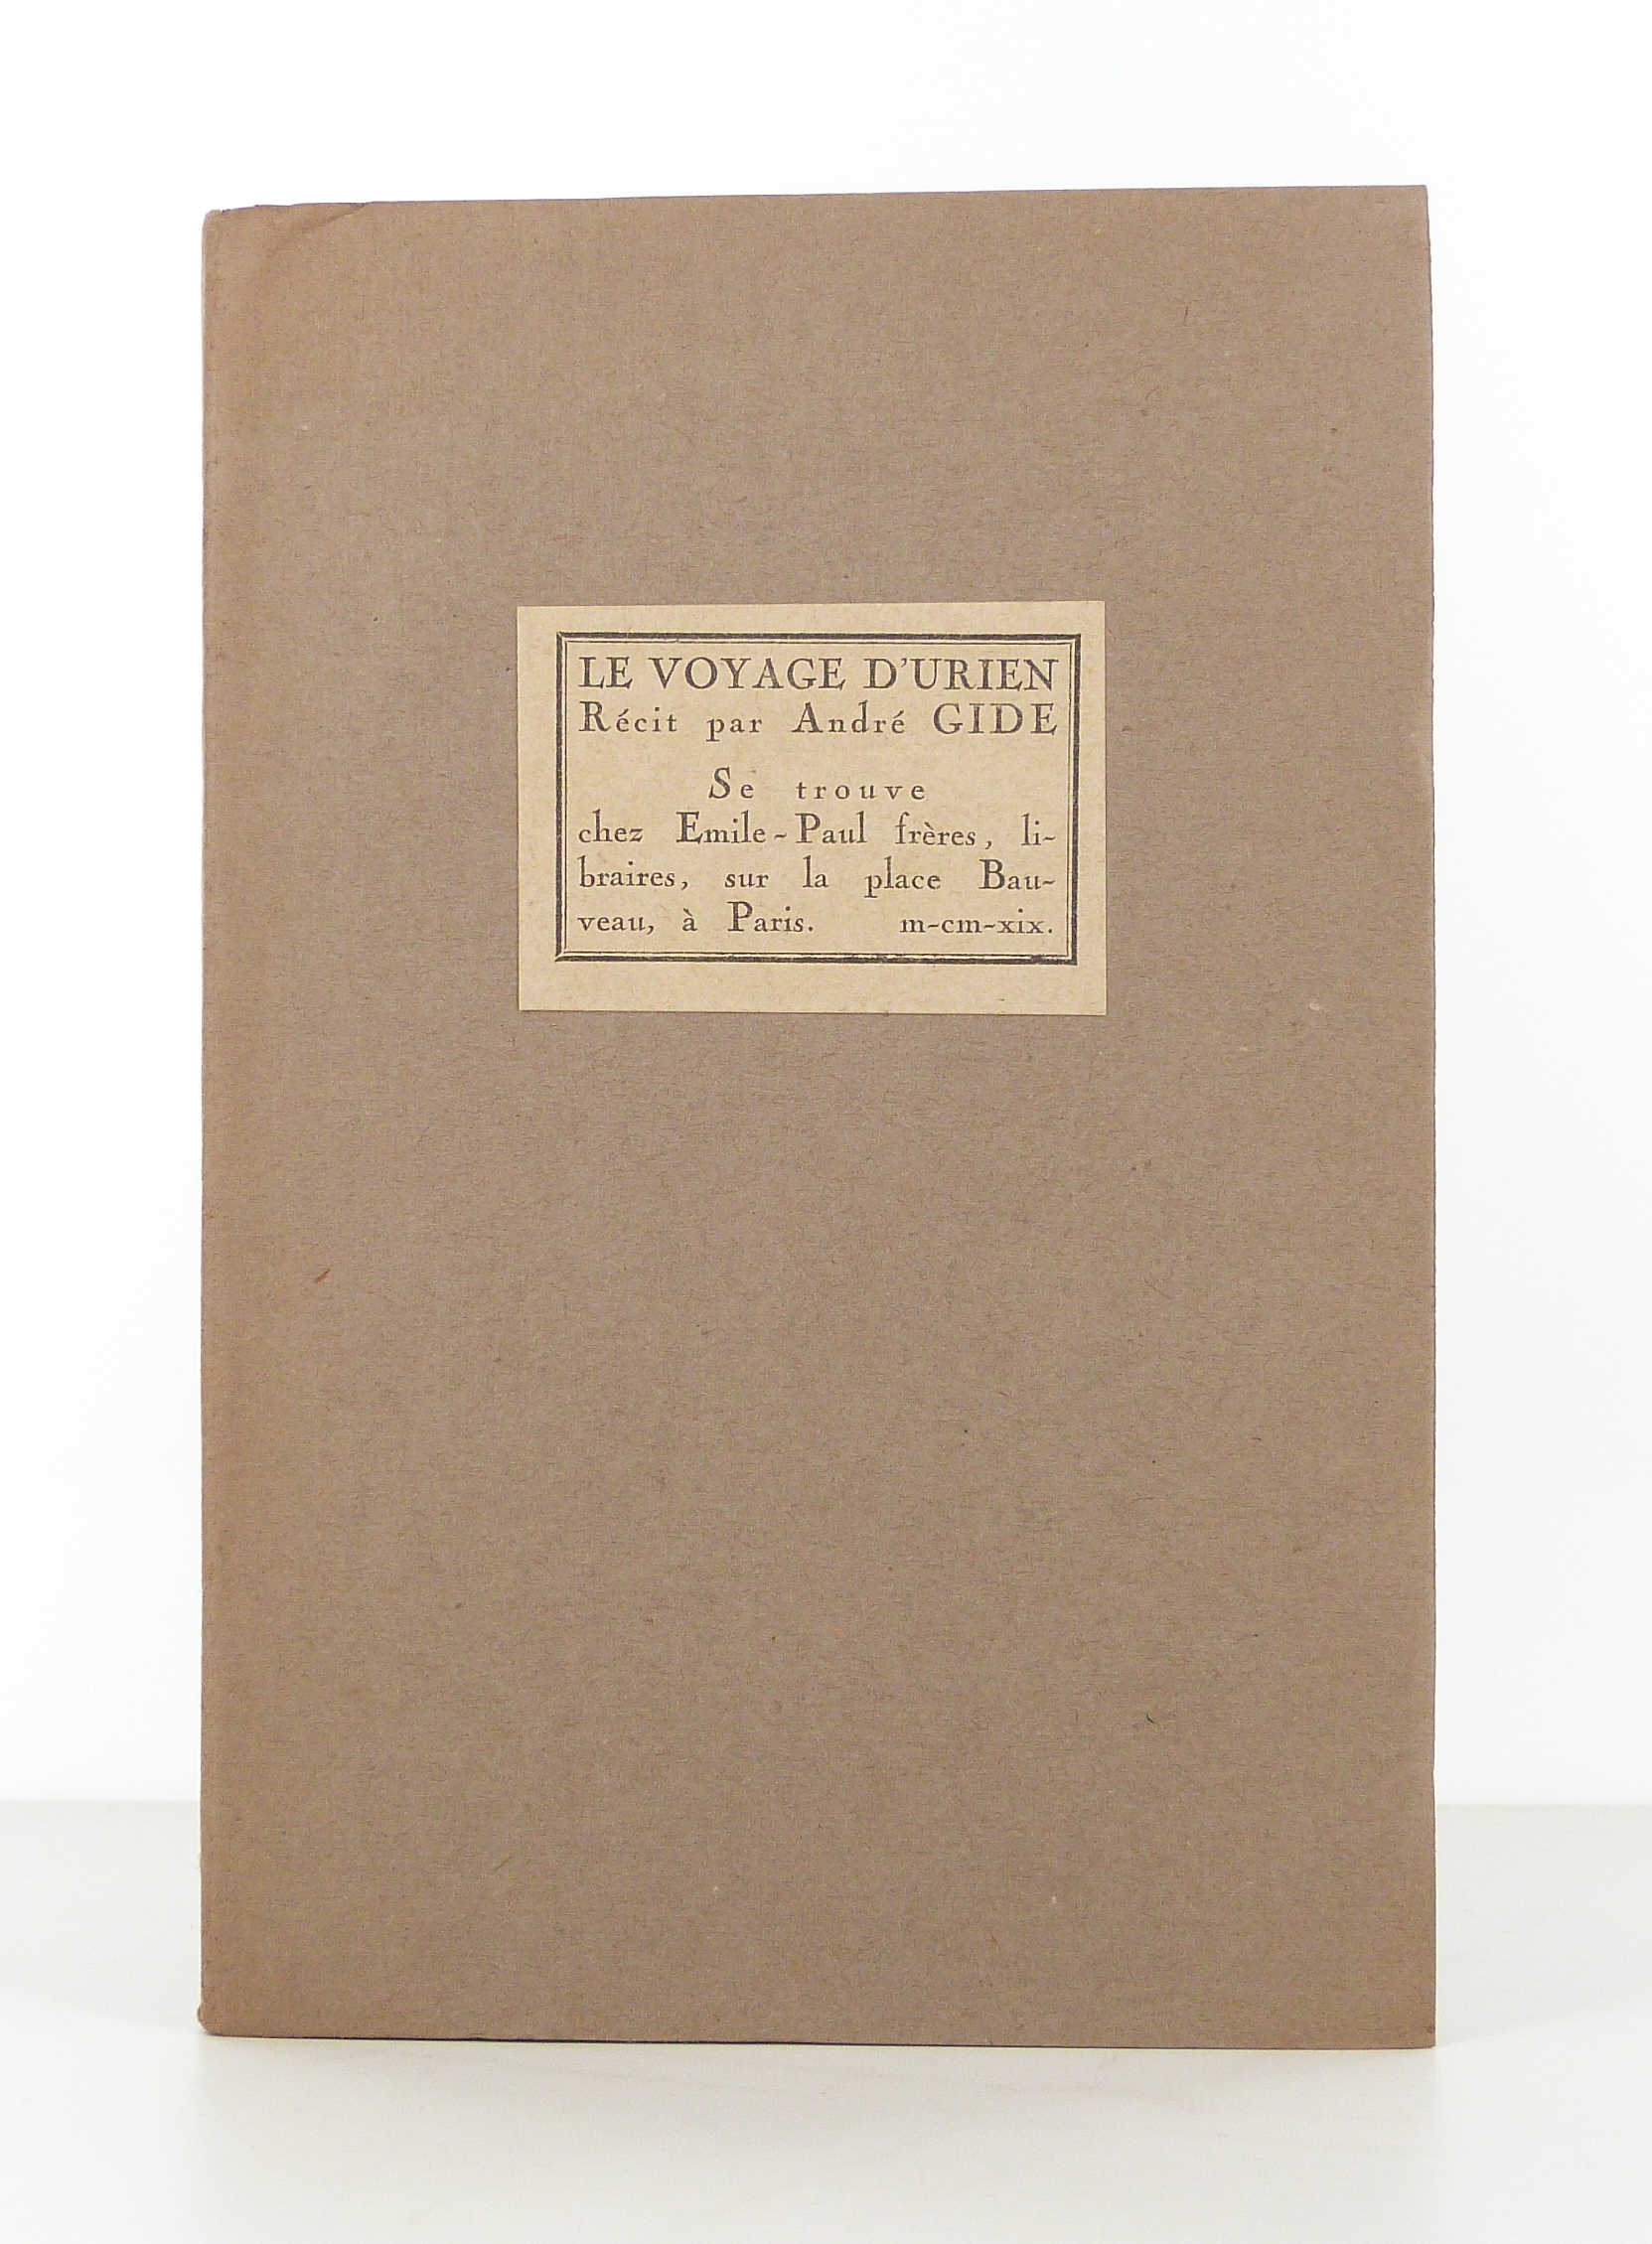 LE VOYAGE D'URIEN
Récit par André GIDE
Se trouve
chez Emile-Paul frères, li-
braires, sur la place Bau-
veau, à Paris. m-cm-xix.